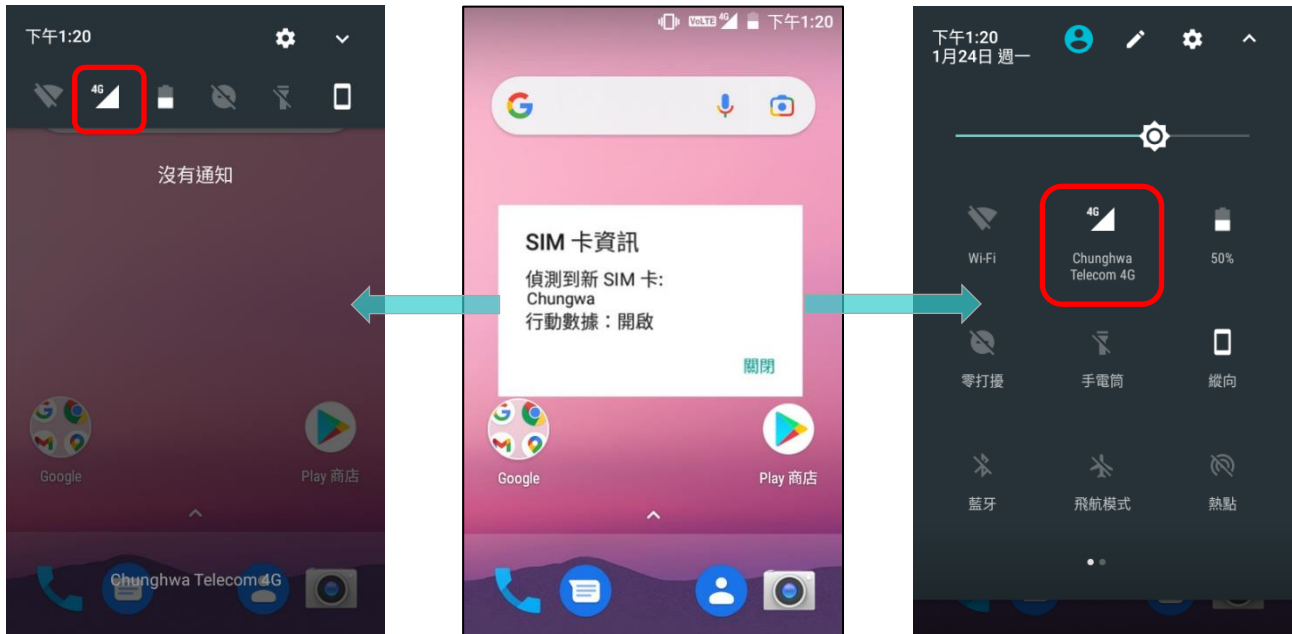 下午1:20
4G
沒有通知
Google
Play 商店
Chunghwa Telecom 4G
VoLTE 4G 下午1:20
SIM 卡資訊
偵測到新 SIM 卡:
Chungwa
行動數據：開啟
關閉
Google
Play 商店
下午1:20
1月24日 週一
4G
Wi-Fi
Chunghwa
Telecom 4G
50%
零打擾
手電筒
縱向
藍牙
飛航模式
熱點